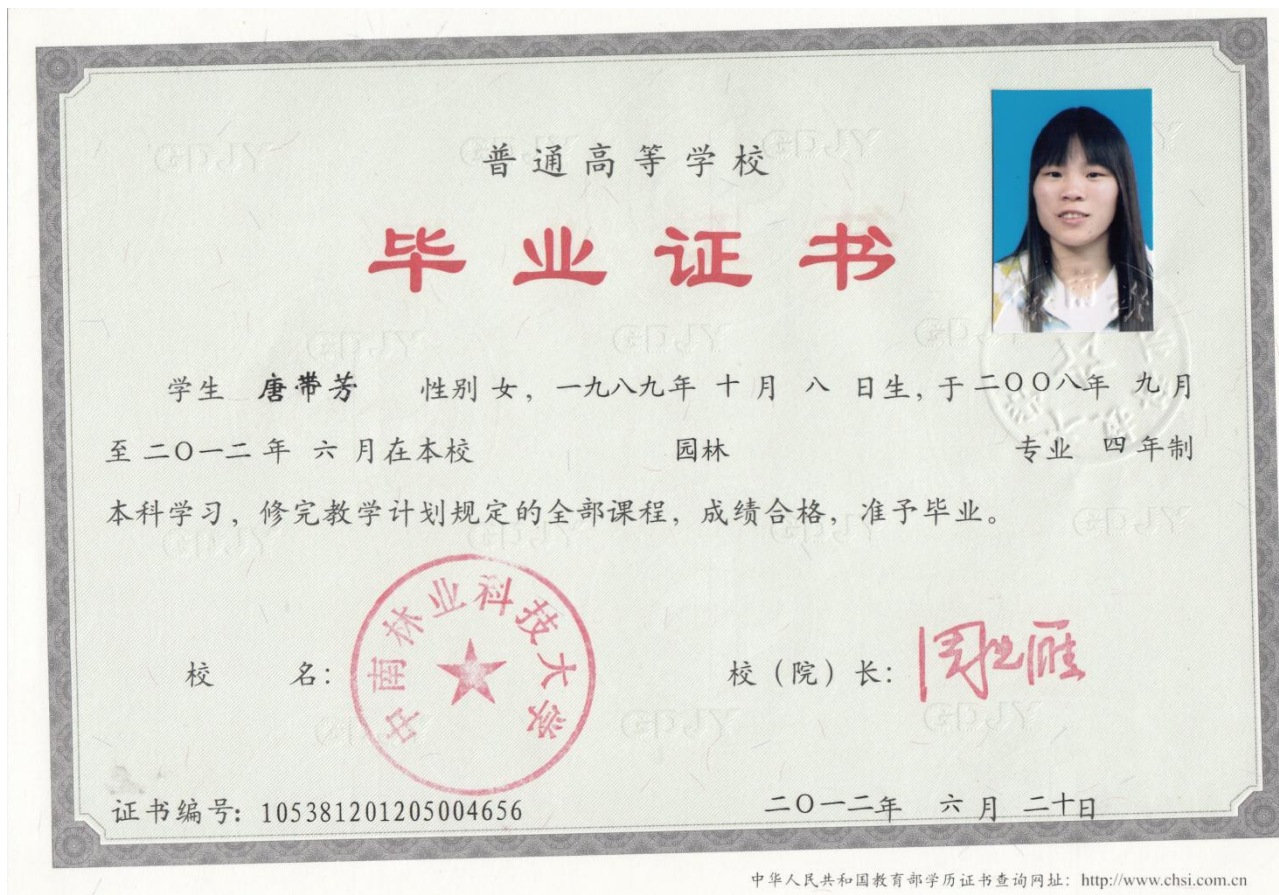 普通高等学校
毕业证书
学生 唐带芳 性别 女，一九八九年 十月 八 日生，于二〇〇八年 九月
至 二〇一二 年 六 月在本校 园林 专业 四 年制
本科学习，修完教学计划规定的全部课程，成绩合格，准予毕业。
校 名：
中南林业科技大学
校（院）长：
证书编号：105381201205004656
二〇一二年 六月 二十日
中华人民共和国教育部学历证书查询网址：http://www.chsi.com.cn